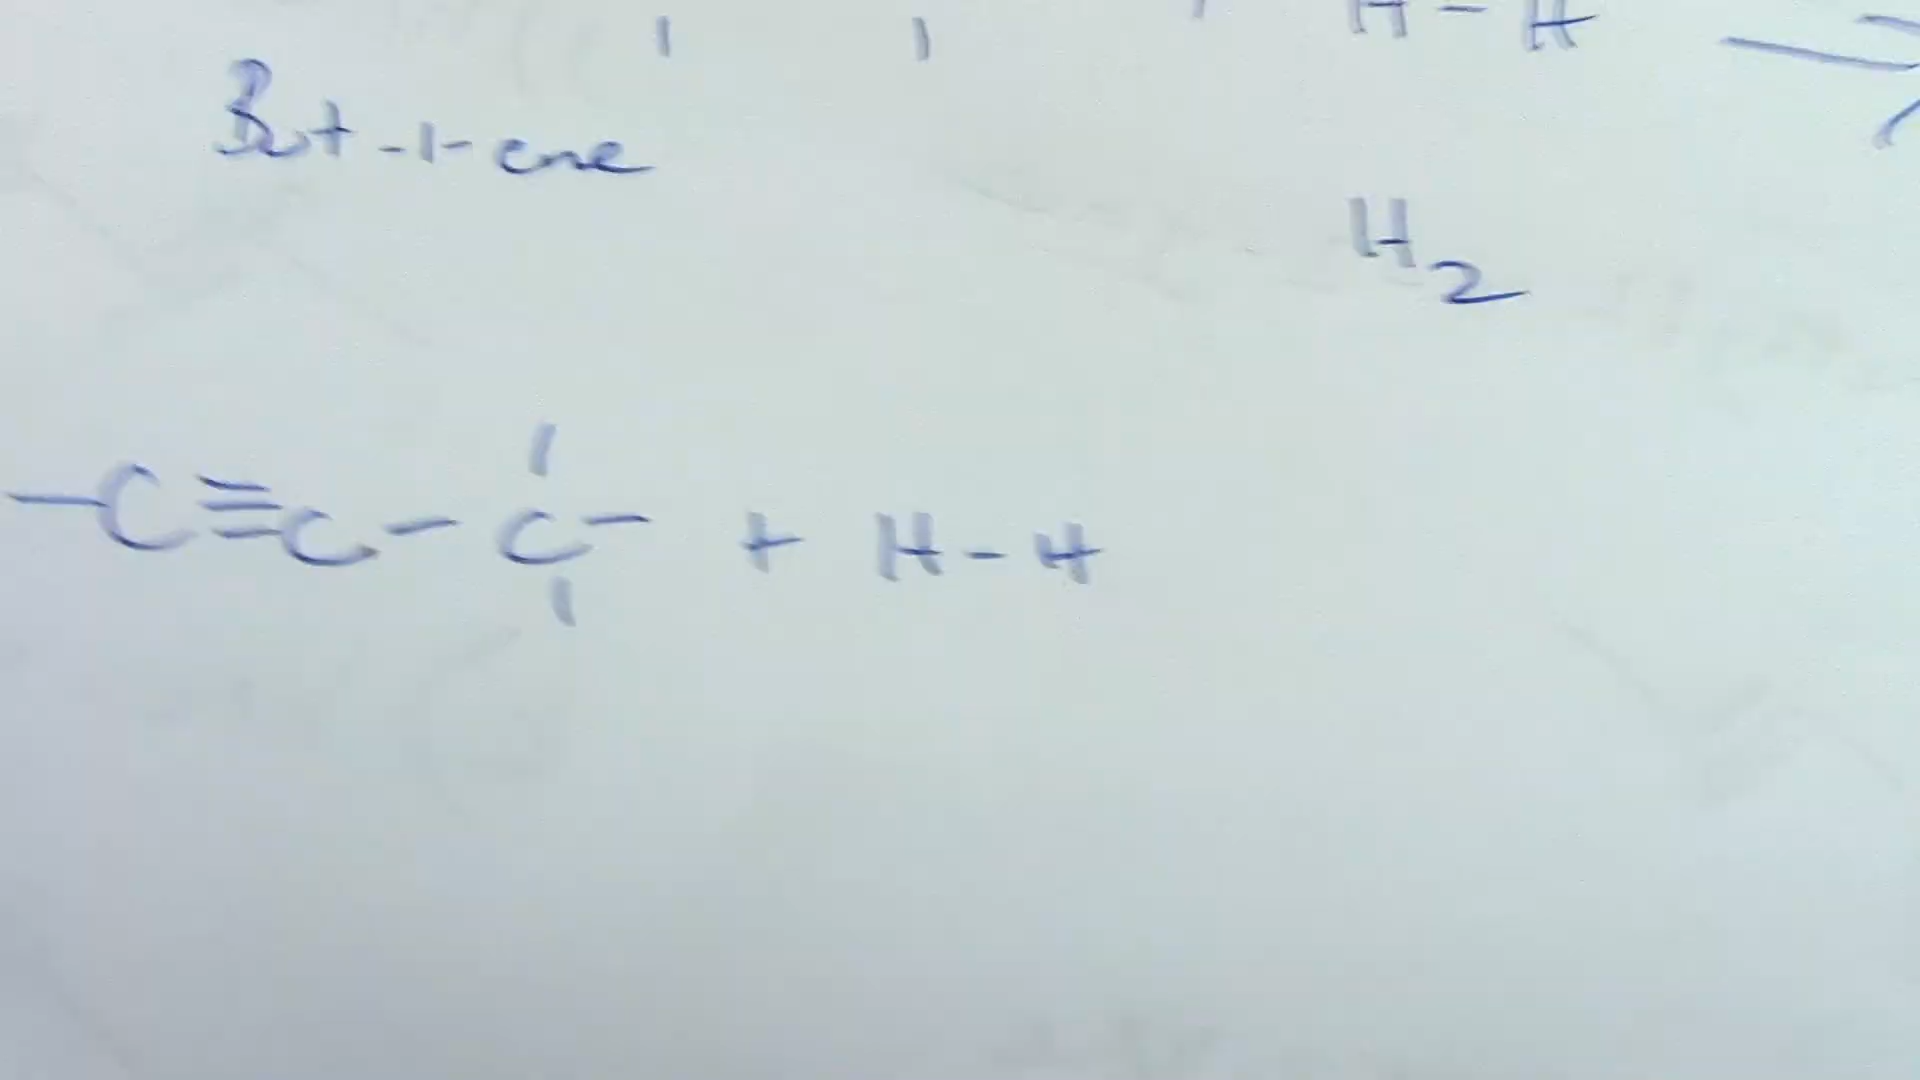 H - H
But-1-ene
H2
-C≡C-C- + H-H